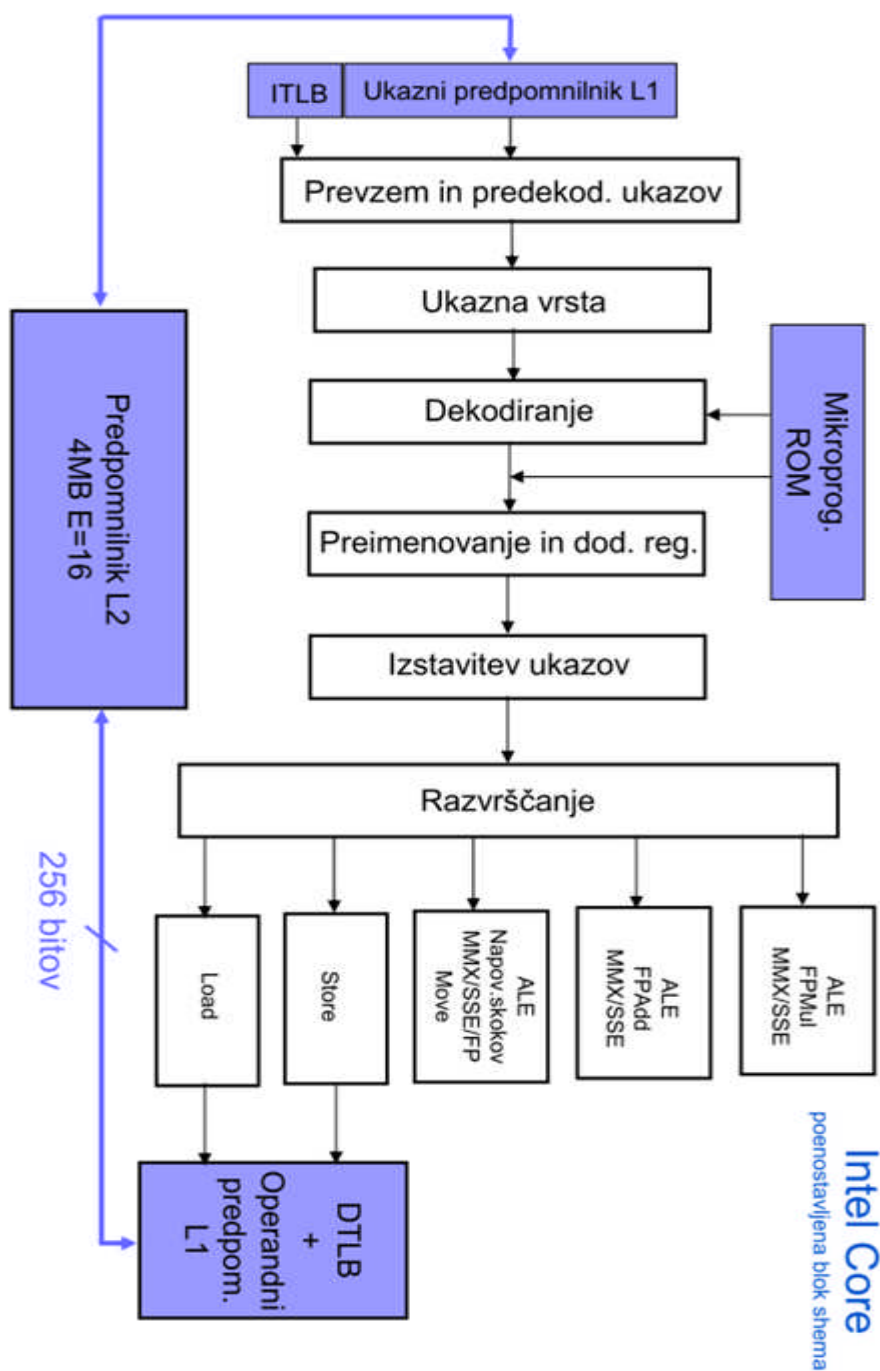 Intel Core
poenostavljena blok shema
ITLB
Ukazni predpomnilnik L1
Prevzem in predekod. ukazov
Ukazna vrsta
Mikroprog.
ROM
Dekodiranje
Predpomnilnik L2
4MB E=16
Preimenovanje in dod. reg.
Izstavitev ukazov
Razvrščanje
256 bitov
Load
Store
ALE
Napov.skokov
MMX/SSE/FP
Move
ALE
FPAdd
MMX/SSE
ALE
FPMul
MMX/SSE
DTLB
+
Operandni
predpom.
L1